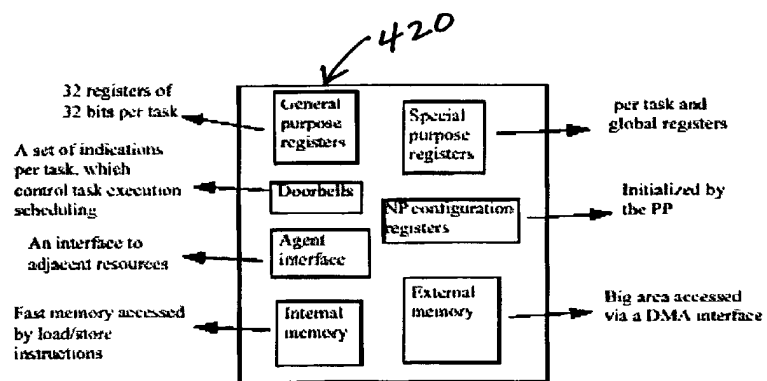 420
32 registers of
32 bits per task
General
purpose
registers
Special
purpose
registers
per task and
global registers
A set of indications
per task, which
control task execution
scheduling
Doorbells
NP configuration
registers
Initialized by
the PP
An interface to
adjacent resources
Agent
interface
Fast memory accessed
by load/store
instructions
Internal
memory
External
memory
Big area accessed
via a DMA interface